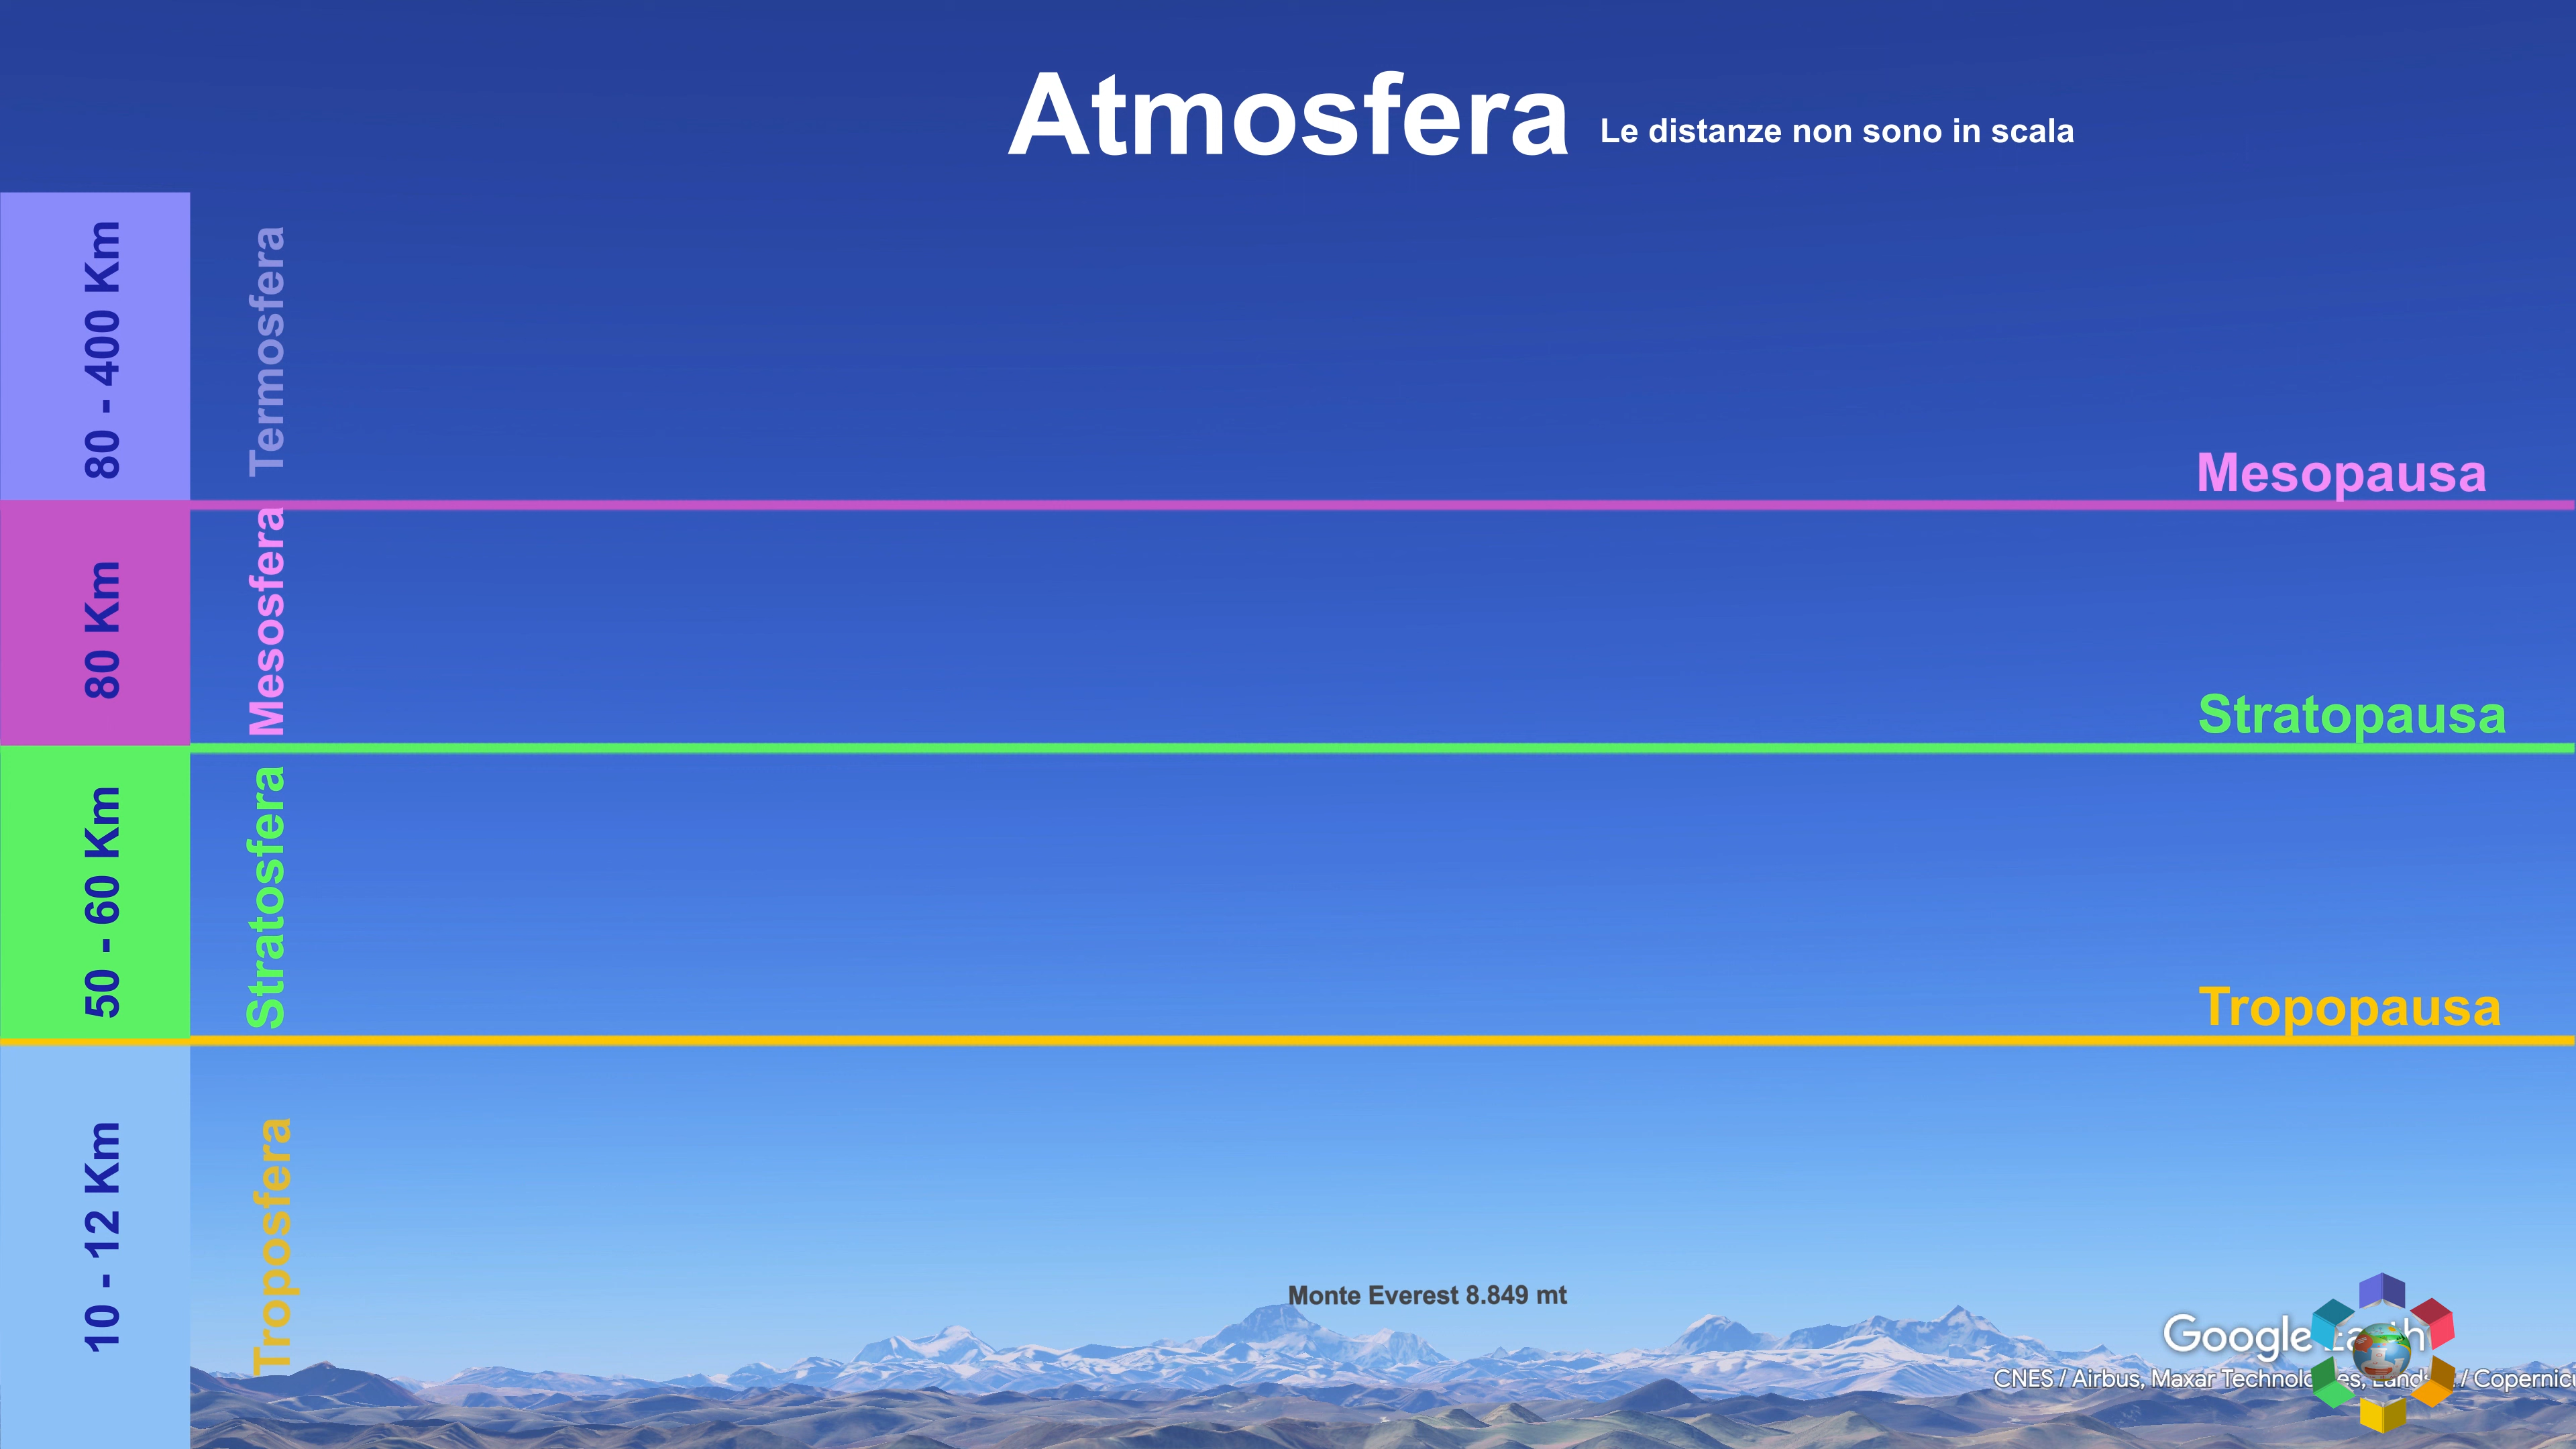 Atmosfera
Le distanze non sono in scala
80 - 400 Km
Termosfera
Mesopausa
80 Km
Mesosfera
Stratopausa
50 - 60 Km
Stratosfera
Tropopausa
10 - 12 Km
Troposfera
Monte Everest 8.849 mt
Google
CNES / Airbus, Maxar